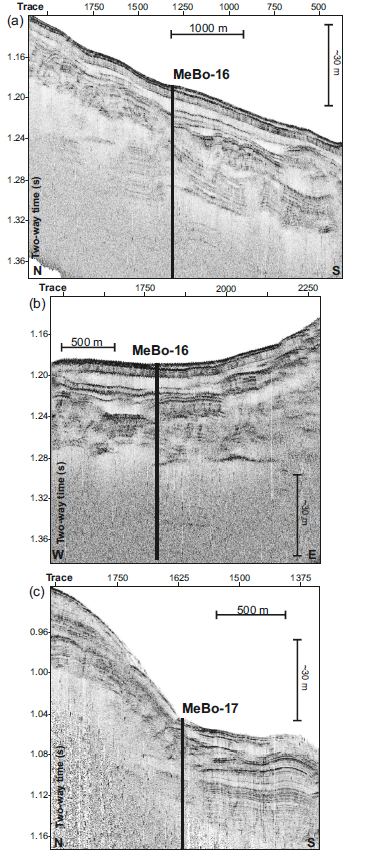 Trace 1750 1500 1250 1000 750 500
(a)
1000 m
~30 m
1.16
MeBo-16
1.20
1.24
1.28
1.32
1.36
Two-way time (s)
N S
Trace 1750 2000 2250
(b)
1.16
500 m
MeBo-16
1.20
1.24
1.28
1.32
1.36
~30 m
Two-way time (s)
W E
Trace 1750 1625 1500 1375
(c)
500 m
0.96
~30 m
1.00
1.04
MeBo-17
1.08
1.12
1.16
Two-way time (s)
N S